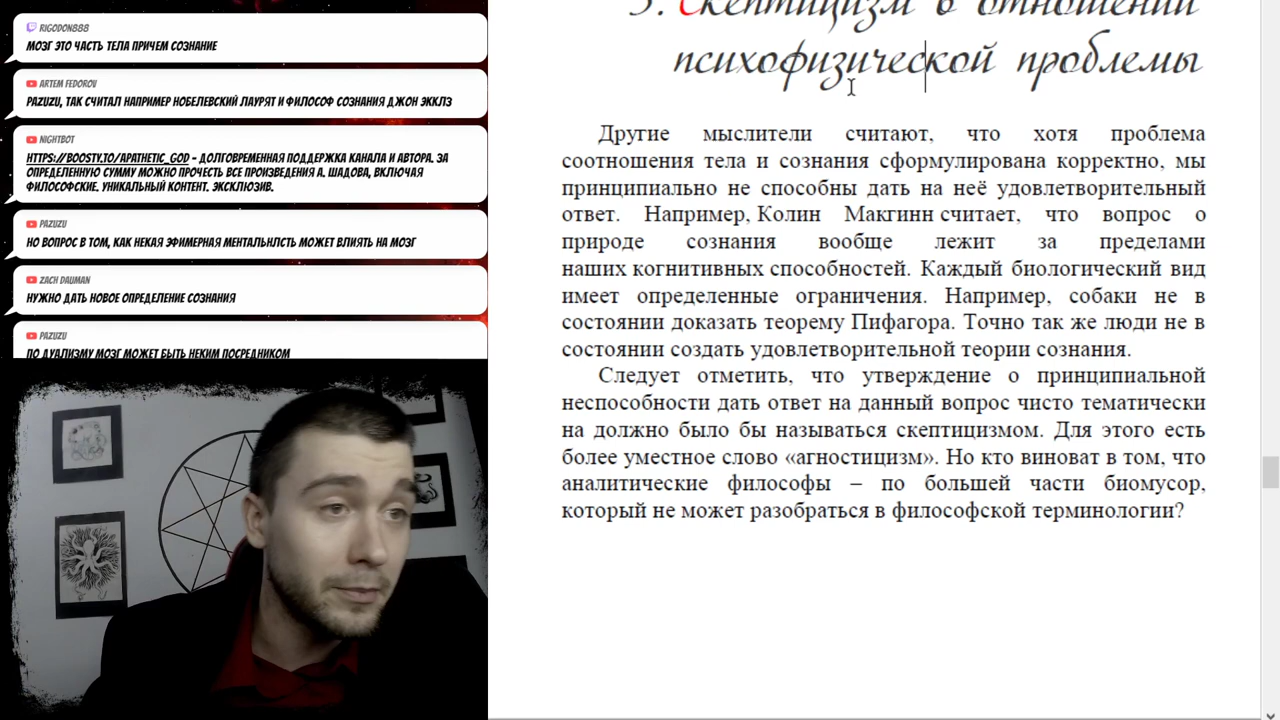 RIGODON888
МОЗГ ЭТО ЧАСТЬ ТЕЛА ПРИЧЕМ СОЗНАНИЕ
ARTEM FEDOROV
PAZUZU, ТАК СЧИТАЛ НАПРИМЕР НОБЕЛЕВСКИЙ ЛАУРЯТ И ФИЛОСОФ СОЗНАНИЯ ДЖОН ЭККЛЗ
NIGHTBOT
HTTPS://BOOSTY.TO/APATHETIC_GOD - ДОЛГОВРЕМЕННАЯ ПОДДЕРЖКА КАНАЛА И АВТОРА. ЗА
ОПРЕДЕЛЕННУЮ СУММУ МОЖНО ПРОЧЕСТЬ ВСЕ ПРОИЗВЕДЕНИЯ А. ШАДОВА, ВКЛЮЧАЯ
ФИЛОСОФСКИЕ. УНИКАЛЬНЫЙ КОНТЕНТ. ЭКСКЛЮЗИВ.
PAZUZU
НО ВОПРОС В ТОМ, КАК НЕКАЯ ЭФИМЕРНАЯ МЕНТАЛЬНЛСТЬ МОЖЕТ ВЛИЯТЬ НА МОЗГ
ZACH DAUMAN
НУЖНО ДАТЬ НОВОЕ ОПРЕДЕЛЕНИЕ СОЗНАНИЯ
PAZUZU
ПО ДУАЛИЗМУ МОЗГ МОЖЕТ БЫТЬ НЕКИМ ПОСРЕДНИКОМ
Скептицизм в отношении
психофизической проблемы
Другие мыслители считают, что хотя проблема
соотношения тела и сознания сформулирована корректно, мы
принципиально не способны дать на неё удовлетворительный
ответ. Например, Колин Макгинн считает, что вопрос о
природе сознания вообще лежит за пределами
наших когнитивных способностей. Каждый биологический вид
имеет определенные ограничения. Например, собаки не в
состоянии доказать теорему Пифагора. Точно так же люди не в
состоянии создать удовлетворительной теории сознания.
Следует отметить, что утверждение о принципиальной
неспособности дать ответ на данный вопрос чисто тематически
на должно было бы называться скептицизмом. Для этого есть
более уместное слово «агностицизм». Но кто виноват в том, что
аналитические философы – по большей части биомусор,
который не может разобраться в философской терминологии?